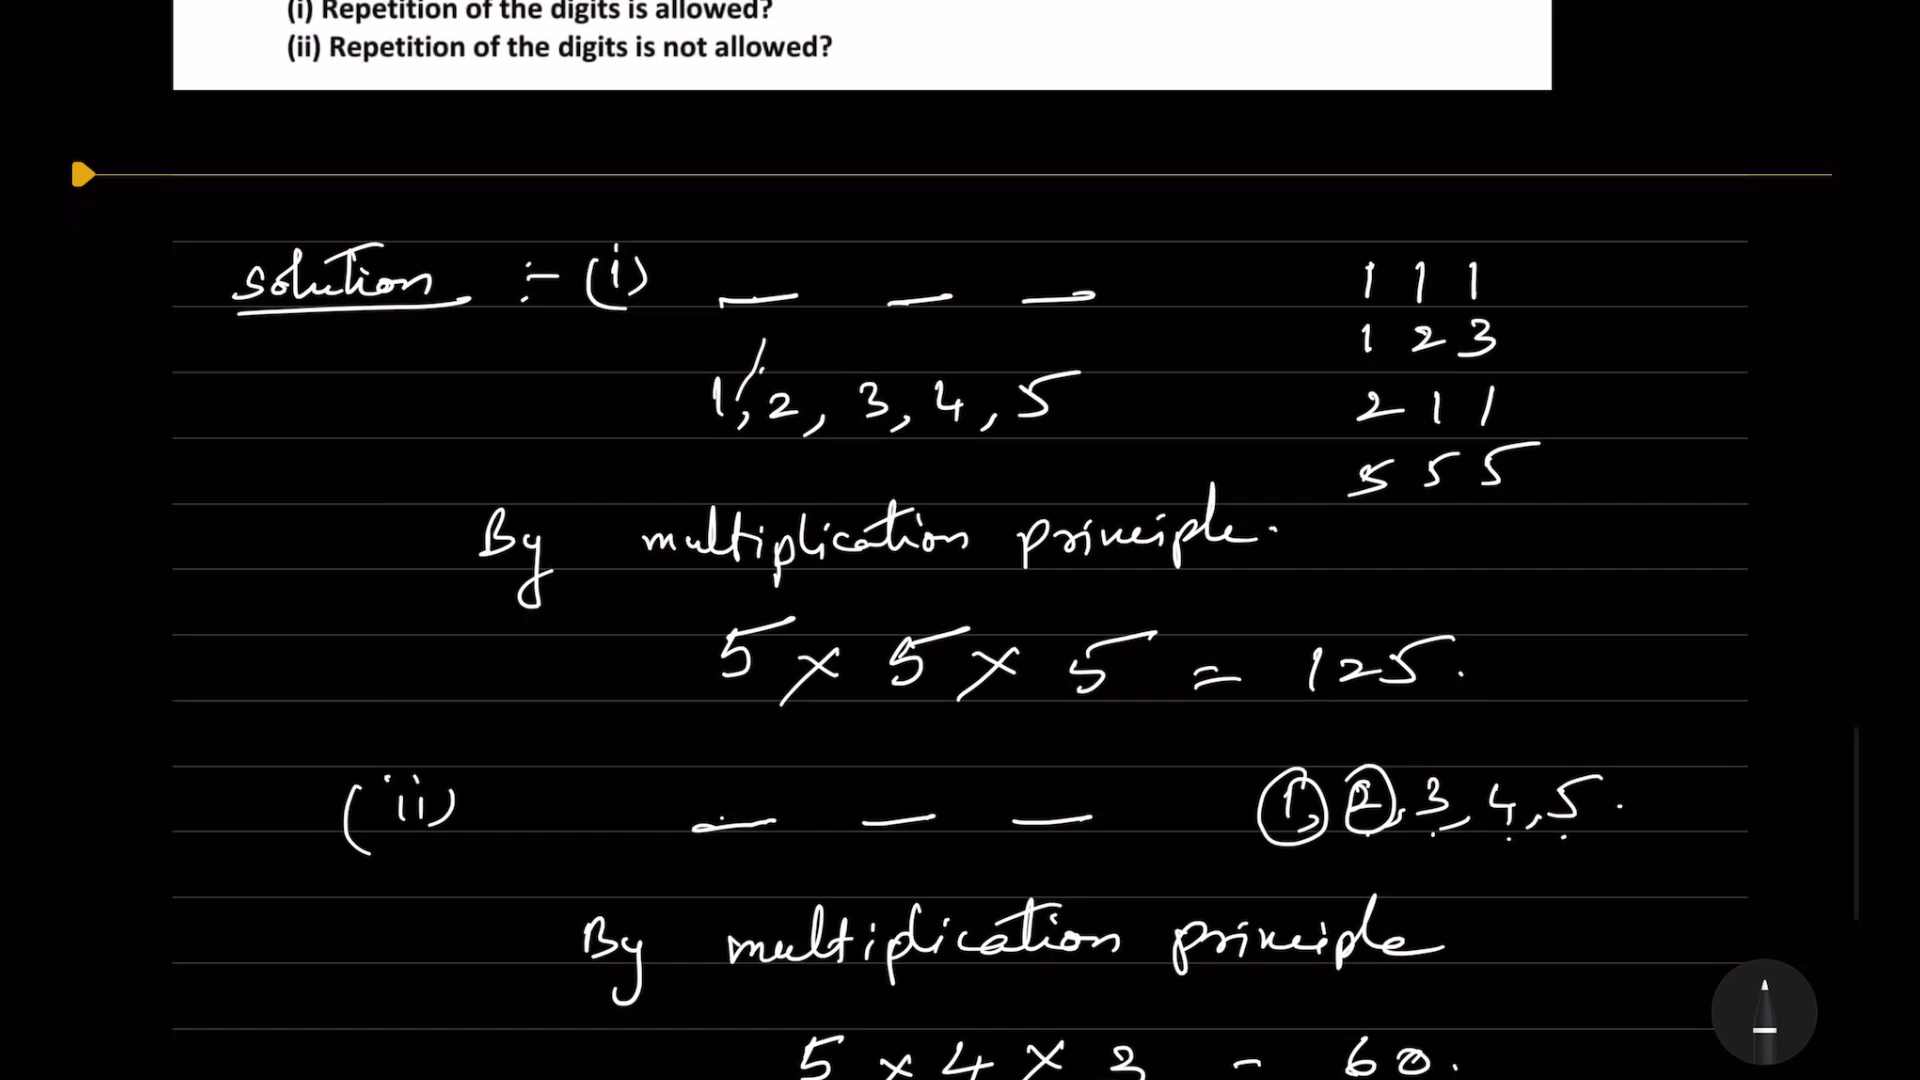 (i) Repetition of the digits is allowed?
(ii) Repetition of the digits is not allowed?
Solution :- (i) _ _ _
1 1 1
1 2 3
1, 2, 3, 4, 5
2 1 1
5 5 5
By multiplication principle.
5 × 5 × 5 = 125.
(ii) _ _ _ 1, 2, 3, 4, 5.
By multiplication principle
5 × 4 × 3 = 60.